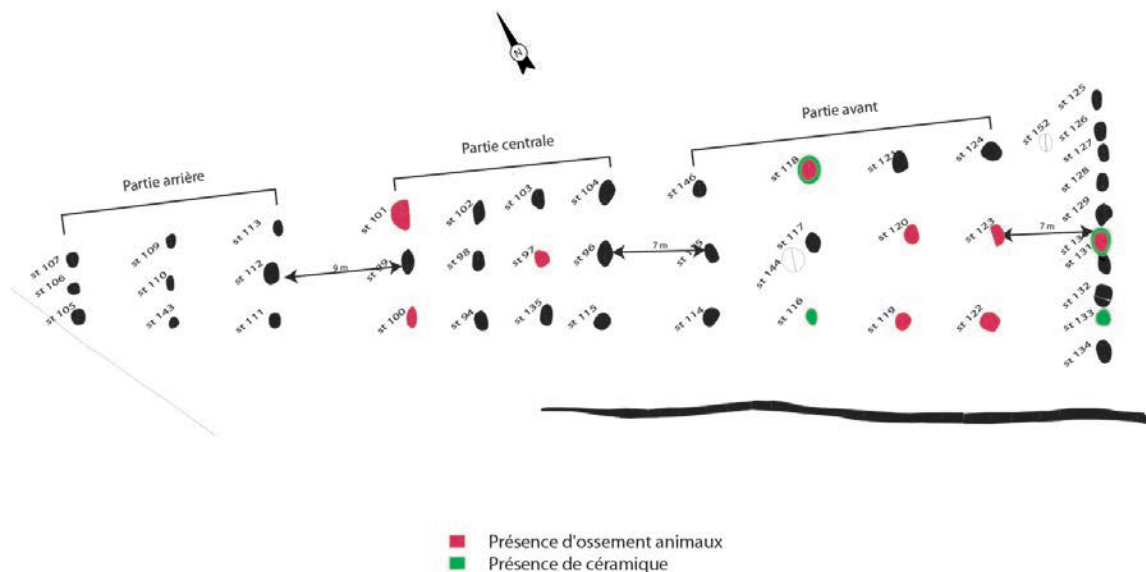 N
Partie arrière
Partie centrale
Partie avant
st 107
st 106
st 105
st 109
st 110
st 143
st 113
st 112
st 111
9 m
st 101
st 99
st 100
st 102
st 98
st 94
st 103
st 97
st 135
st 104
st 96
st 115
7 m
st 146
st 114
st 118
st 117
st 144
st 116
st 121
st 120
st 119
st 124
st 123
st 122
7 m
st 152
st 125
st 126
st 127
st 128
st 129
st 131
st 132
st 133
st 134
Présence d'ossement animaux
Présence de céramique